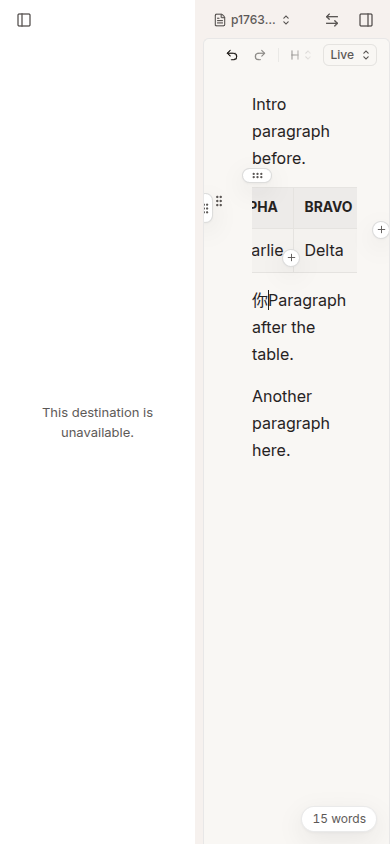 This destination is
unavailable.
p1763...
H
Live
Intro
paragraph
before.
PHA BRAVO
arlie Delta
你Paragraph
after the
table.
Another
paragraph
here.
15 words